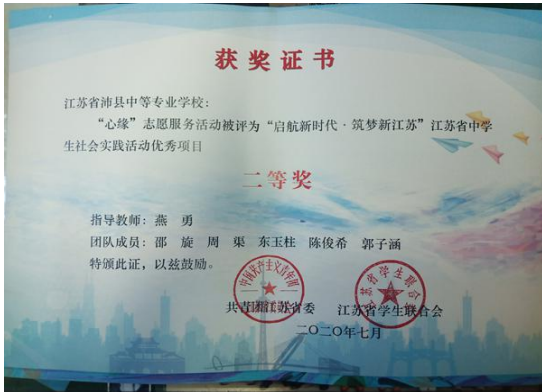 获奖证书
江苏省沛县中等专业学校:
“心缘”志愿服务活动被评为“启航新时代·筑梦新江苏”江苏省中学
生社会实践活动优秀项目
二等奖
指导教师: 燕 勇
团队成员: 邵 旋 周 渠 东玉柱 陈俊希 郭子涵
特颁此证,以兹鼓励。
共青团江苏省委 江苏省学生联合会
二〇二〇年七月